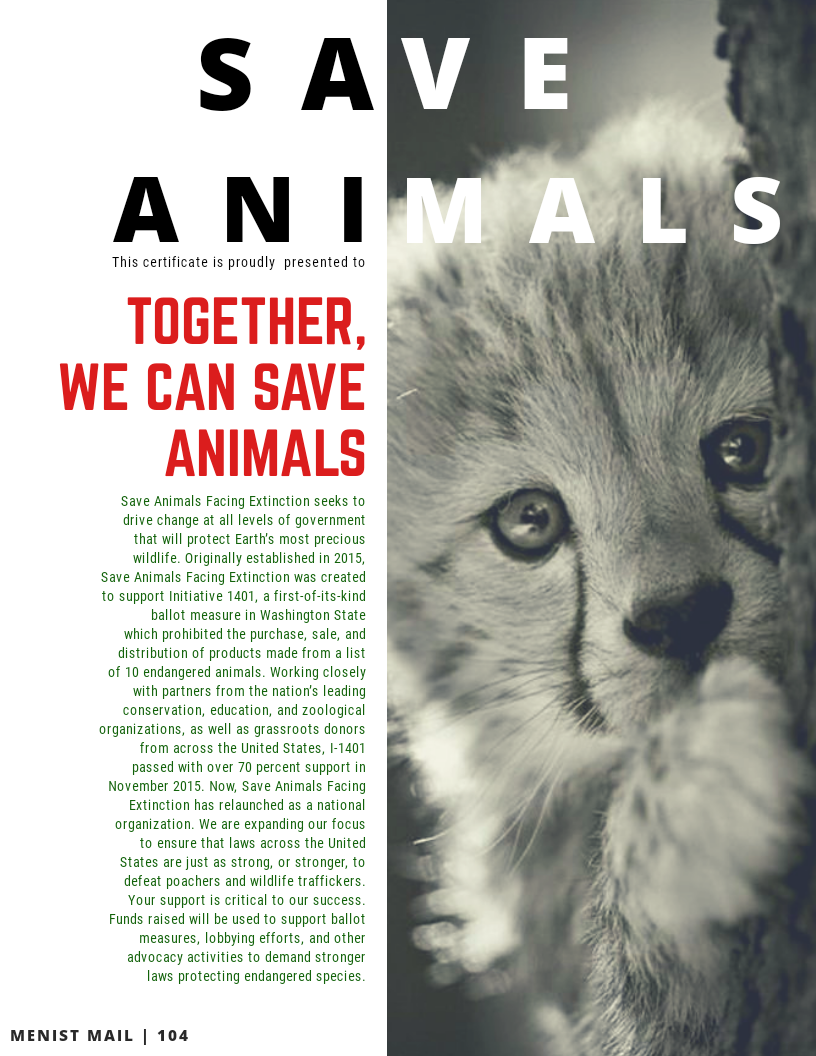 SAVE
ANIMALS
This certificate is proudly presented to
TOGETHER,
WE CAN SAVE
ANIMALS
Save Animals Facing Extinction seeks to
drive change at all levels of government
that will protect Earth's most precious
wildlife. Originally established in 2015,
Save Animals Facing Extinction was created
to support Initiative 1401, a first-of-its-kind
ballot measure in Washington State
which prohibited the purchase, sale, and
distribution of products made from a list
of 10 endangered animals. Working closely
with partners from the nation's leading
conservation, education, and zoological
organizations, as well as grassroots donors
from across the United States, I-1401
passed with over 70 percent support in
November 2015. Now, Save Animals Facing
Extinction has relaunched as a national
organization. We are expanding our focus
to ensure that laws across the United
States are just as strong, or stronger, to
defeat poachers and wildlife traffickers.
Your support is critical to our success.
Funds raised will be used to support ballot
measures, lobbying efforts, and other
advocacy activities to demand stronger
laws protecting endangered species.
MENIST MAIL | 104